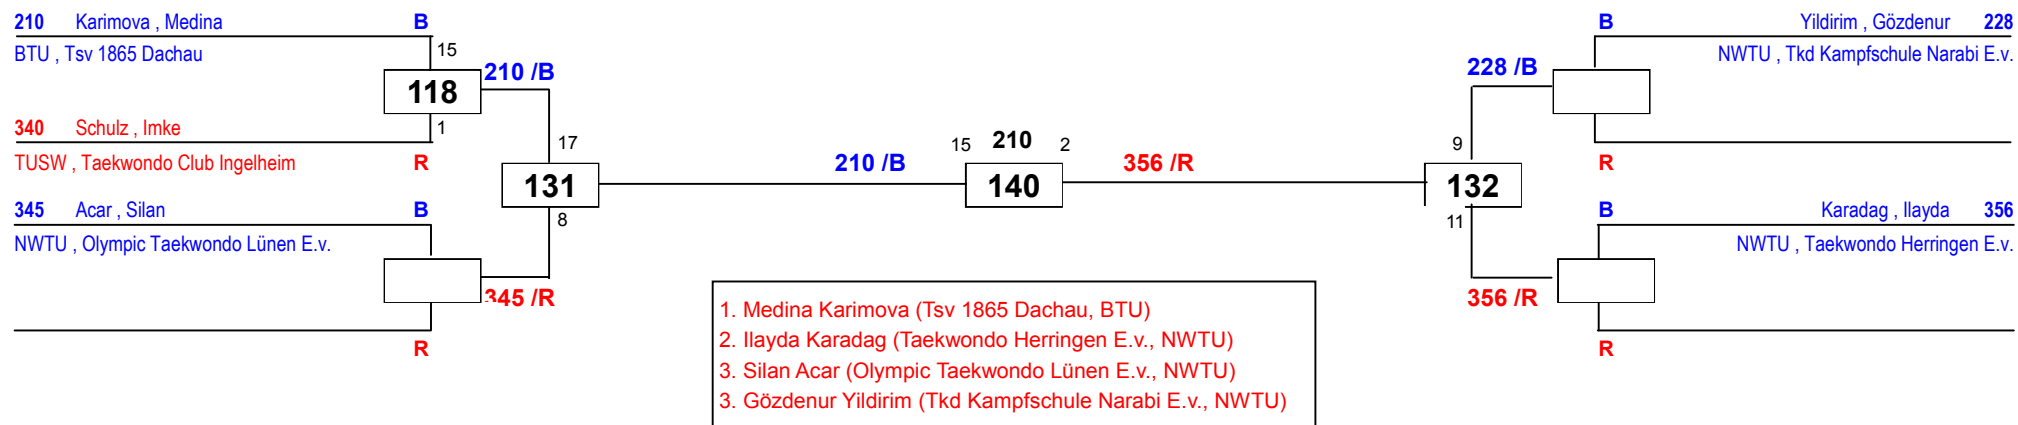 210 Karimova , Medina B
BTU , Tsv 1865 Dachau
15
210 /B
118
340 Schulz , Imke
1
TUSW , Taekwondo Club Ingelheim R
17
131
345 Acar , Silan B
8
NWTU , Olympic Taekwondo Lünen E.v.
345 /R
R
210 /B
15 210 2
140
356 /R
B Yildirim , Gözdenur 228
NWTU , Tkd Kampfschule Narabi E.v.
228 /B
9
R
132
11
B Karadag , Ilayda 356
NWTU , Taekwondo Herringen E.v.
356 /R
R
1. Medina Karimova (Tsv 1865 Dachau, BTU)
2. Ilayda Karadag (Taekwondo Herringen E.v., NWTU)
3. Silan Acar (Olympic Taekwondo Lünen E.v., NWTU)
3. Gözdenur Yildirim (Tkd Kampfschule Narabi E.v., NWTU)